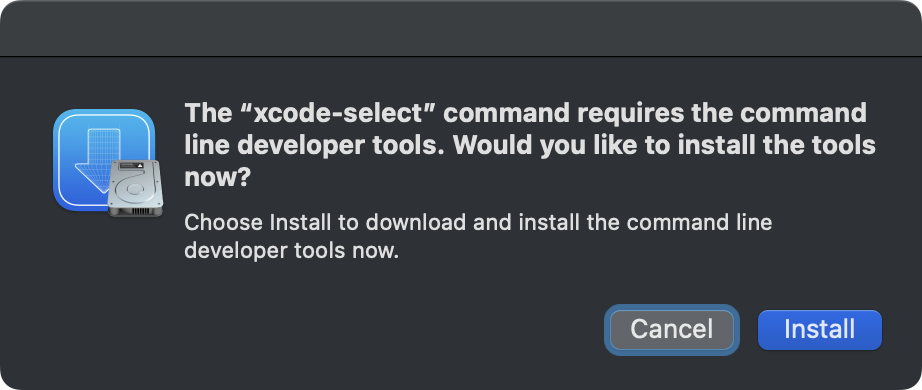 The “xcode-select” command requires the command
line developer tools. Would you like to install the tools
now?
Choose Install to download and install the command line
developer tools now.
Cancel
Install